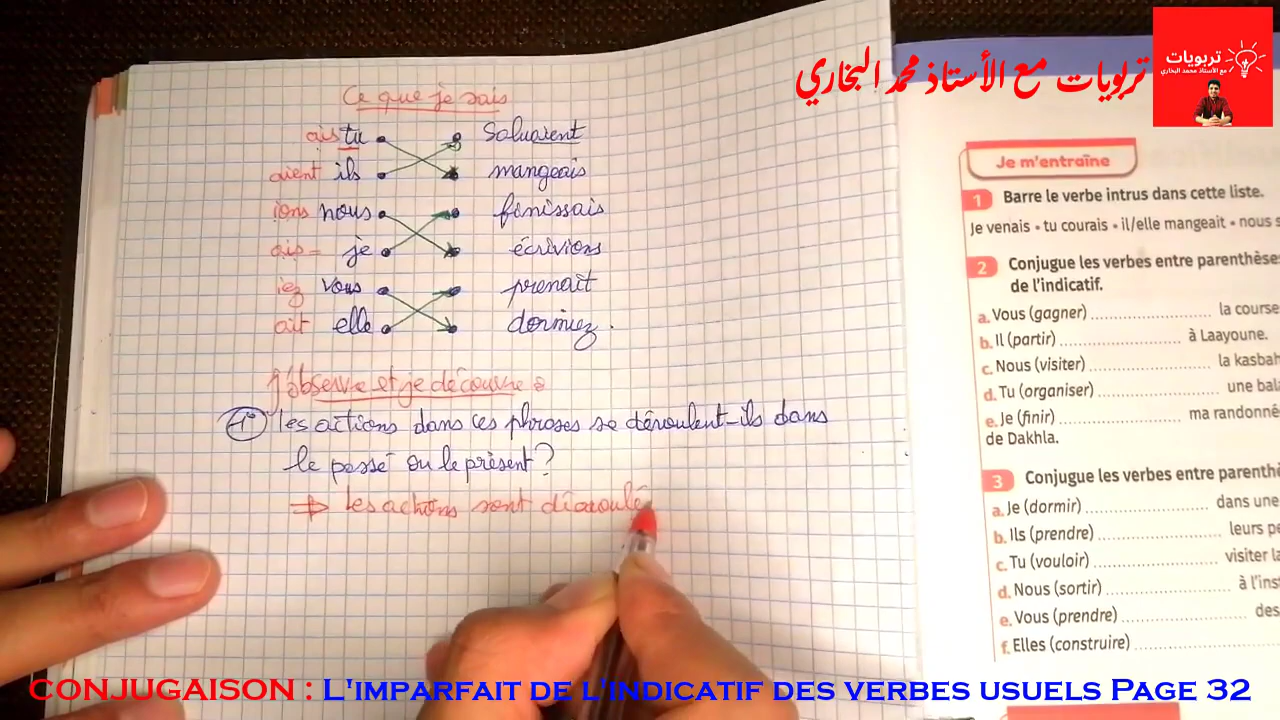 تربويات مع الأستاذ محمد البخاري
تربويات
مع الأستاذ محمد البخاري
Ce que je sais
ais tu saluaient
aient ils mangeais
ions nous finissais
ais = je écrivions
iez vous prenait
ait elle dormiez.
J'observe et je découvre :
1° les actions dans ces phrases se déroulent-ils dans
le passé ou le présent ?
⇒ les actions sont déroulé
Je m'entraîne
1 Barre le verbe intrus dans cette liste.
Je venais • tu courais • il/elle mangeait • nous s
2 Conjugue les verbes entre parenthèses
de l'indicatif.
a. Vous (gagner) .............................. la course
b. Il (partir) .............................. à Laayoune.
c. Nous (visiter) .............................. la kasbah
d. Tu (organiser) .............................. une bal
e. Je (finir) .............................. ma randonné
de Dakhla.
3 Conjugue les verbes entre parenthè
a. Je (dormir) .............................. dans une
b. Ils (prendre) .............................. leurs pe
c. Tu (vouloir) .............................. visiter la
d. Nous (sortir) .............................. à l'inst
e. Vous (prendre) .............................. des
f. Elles (construire) ..............................
CONJUGAISON : L'IMPARFAIT DE L'INDICATIF DES VERBES USUELS PAGE 32